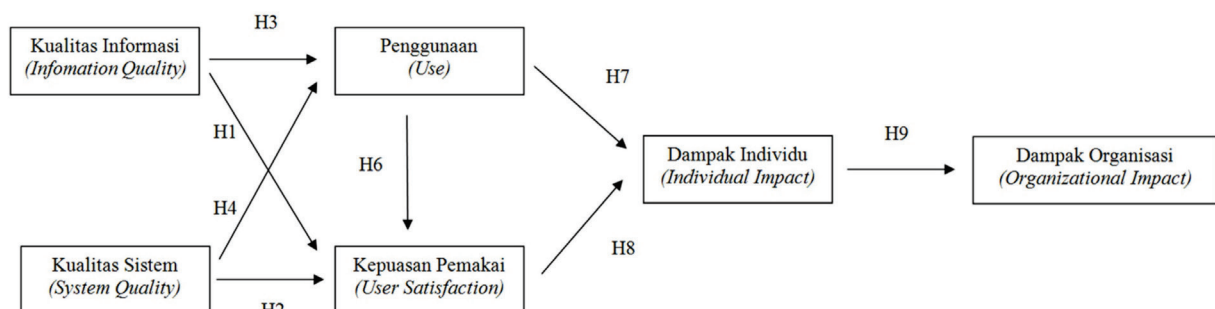 H3
Kualitas Informasi
(Infomation Quality)
Penggunaan
(Use)
H7
H1
H6
H9
Dampak Individu
(Individual Impact)
Dampak Organisasi
(Organizational Impact)
H4
H8
Kualitas Sistem
(System Quality)
Kepuasan Pemakai
(User Satisfaction)
H2